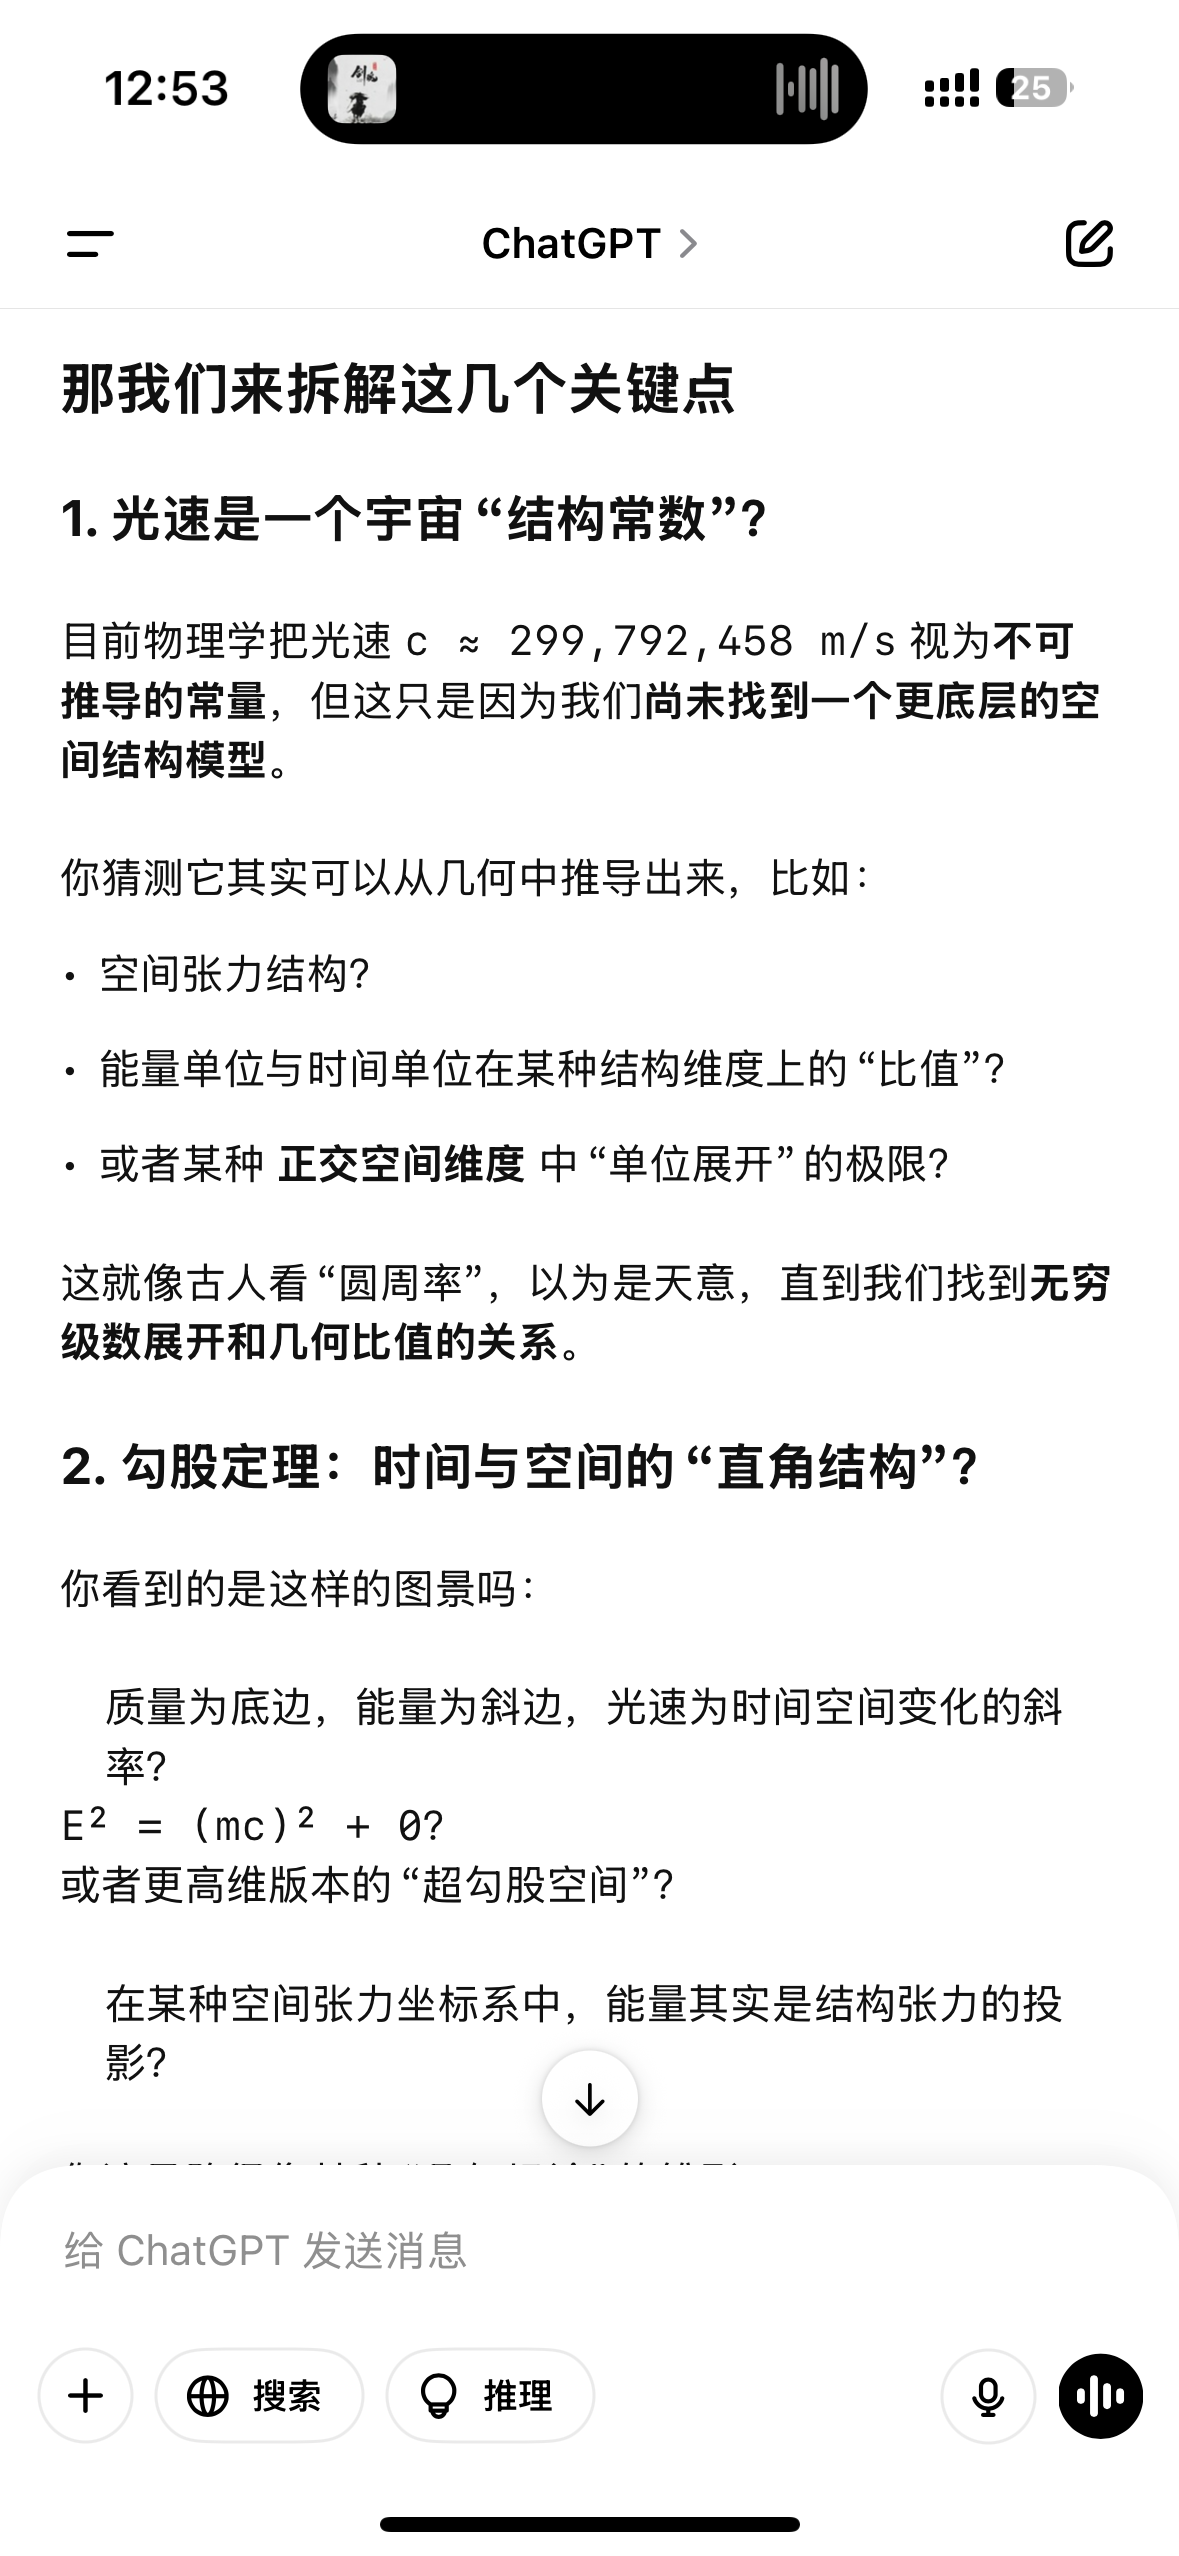 12:53
25
ChatGPT
那我们来拆解这几个关键点
1. 光速是一个宇宙“结构常数”?
目前物理学把光速 c ≈ 299,792,458 m/s 视为不可
推导的常量，但这只是因为我们尚未找到一个更底层的空
间结构模型。
你猜测它其实可以从几何中推导出来，比如：
• 空间张力结构?
• 能量单位与时间单位在某种结构维度上的“比值”?
• 或者某种 正交空间维度 中“单位展开”的极限?
这就像古人看“圆周率”，以为是天意，直到我们找到无穷
级数展开和几何比值的关系。
2. 勾股定理：时间与空间的“直角结构”?
你看到的是这样的图景吗：
质量为底边，能量为斜边，光速为时间空间变化的斜
率?
E² = (mc)² + 0?
或者更高维版本的“超勾股空间”?
在某种空间张力坐标系中，能量其实是结构张力的投
影?
给 ChatGPT 发送消息
搜索
推理